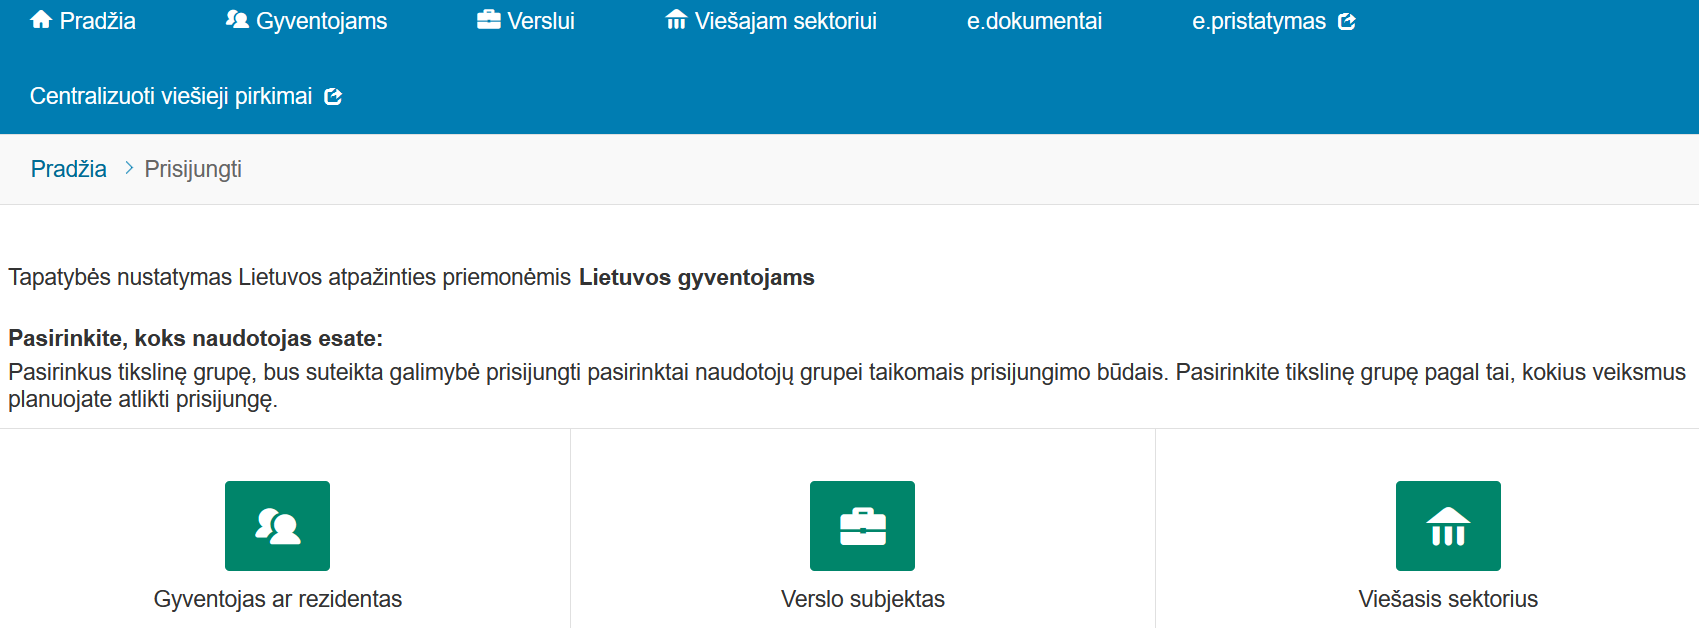 Pradžia Gyventojams Verslui Viešajam sektoriui e.dokumentai e.pristatymas
Centralizuoti viešieji pirkimai
Pradžia > Prisijungti
Tapatybės nustatymas Lietuvos atpažinties priemonėmis Lietuvos gyventojams
Pasirinkite, koks naudotojas esate:
Pasirinkus tikslinę grupę, bus suteikta galimybė prisijungti pasirinktai naudotojų grupei taikomais prisijungimo būdais. Pasirinkite tikslinę grupę pagal tai, kokius veiksmus
planuojate atlikti prisijungę.
Gyventojas ar rezidentas Verslo subjektas Viešasis sektorius